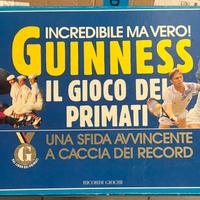 INCREDIBILE MA VERO!
GUINNESS
IL GIOCO DEI
PRIMATI
UNA SFIDA AVVINCENTE
A CACCIA DEI RECORD
G
RICORDI GIOCHI